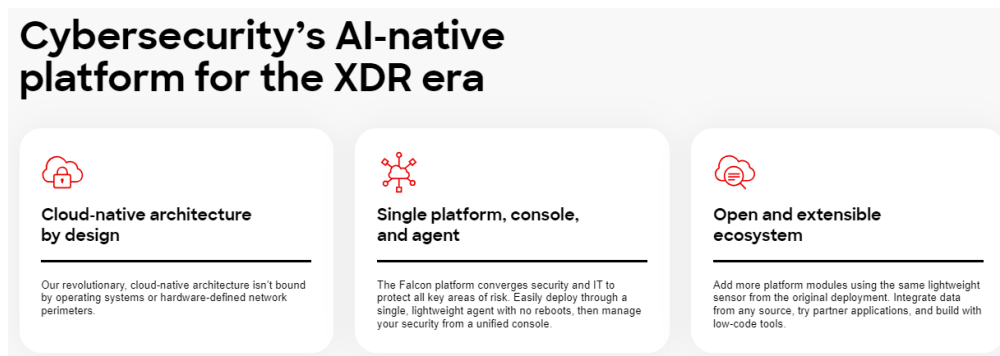 Cybersecurity’s AI-native
platform for the XDR era
Cloud-native architecture
by design
Our revolutionary, cloud-native architecture isn’t bound
by operating systems or hardware-defined network
perimeters.
Single platform, console,
and agent
The Falcon platform converges security and IT to
protect all key areas of risk. Easily deploy through a
single, lightweight agent with no reboots, then manage
your security from a unified console.
Open and extensible
ecosystem
Add more platform modules using the same lightweight
sensor from the original deployment. Integrate data
from any source, try partner applications, and build with
low-code tools.